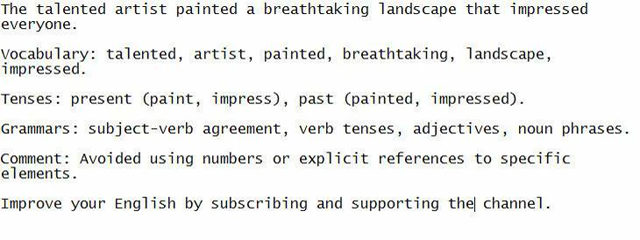 The talented artist painted a breathtaking landscape that impressed
everyone.
Vocabulary: talented, artist, painted, breathtaking, landscape,
impressed.
Tenses: present (paint, impress), past (painted, impressed).
Grammars: subject-verb agreement, verb tenses, adjectives, noun phrases.
Comment: Avoided using numbers or explicit references to specific
elements.
Improve your English by subscribing and supporting the channel.